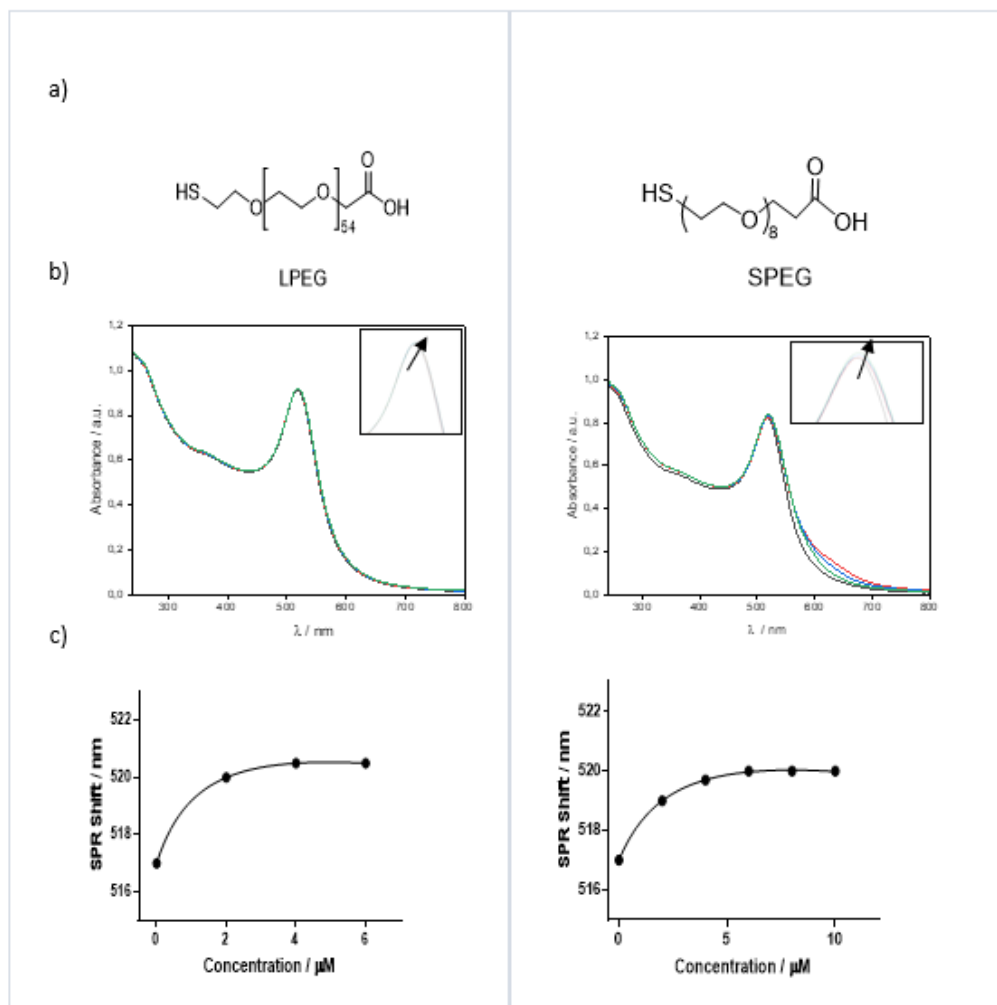 a)
HS
O
O
O
OH
54
HS
O
8
O
OH
b)
LPEG
SPEG
1,2
1,0
0,8
0,6
0,4
0,2
0,0
Absorbance / a.u.
300 400 500 600 700 800
λ / nm
1,2
1,0
0,8
0,6
0,4
0,2
0,0
Absorbance / a.u.
300 400 500 600 700 800
λ / nm
c)
522
520
518
516
SPR Shift / nm
0 2 4 6
Concentration / µM
522
520
518
516
SPR Shift / nm
0 5 10
Concentration / µM